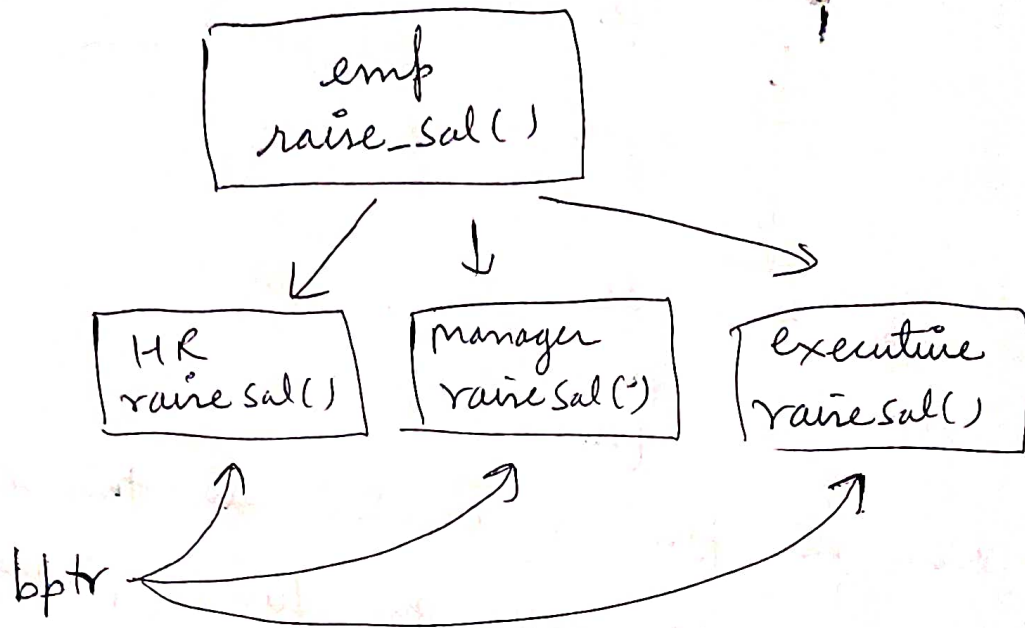 emp
raise_sal()
HR
raise sal()
manager
raise sal()
executive
raise sal()
bptr